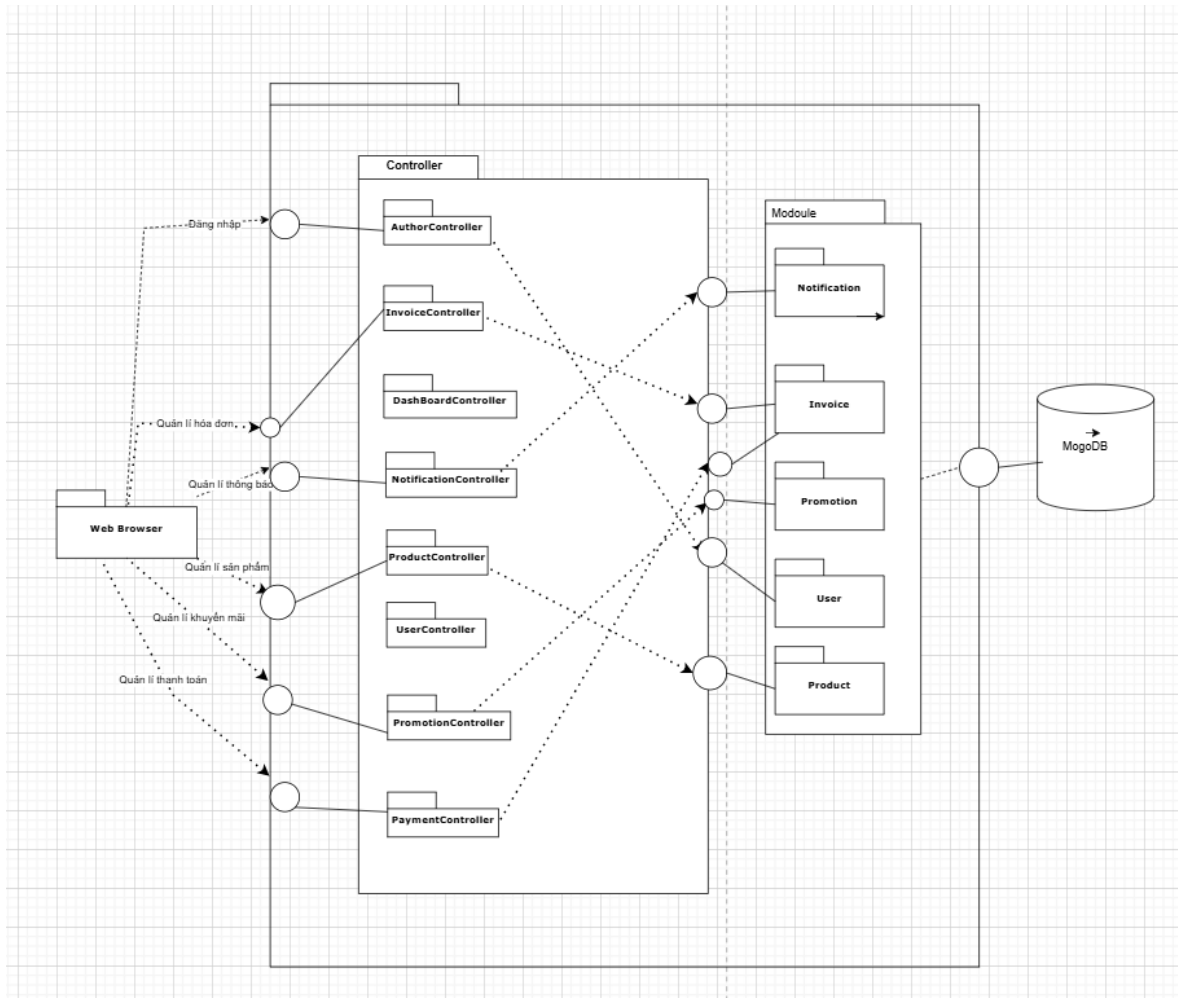 Controller
Đăng nhập
AuthorController
InvoiceController
DashBoardController
Quản lí hóa đơn
NotificationController
Quản lí thông báo
Web Browser
ProductController
Quản lí sản phẩm
Quản lí khuyến mãi
UserController
Quản lí thanh toán
PromotionController
PaymentController
Modoule
Notification
Invoice
Promotion
User
Product
MogoDB